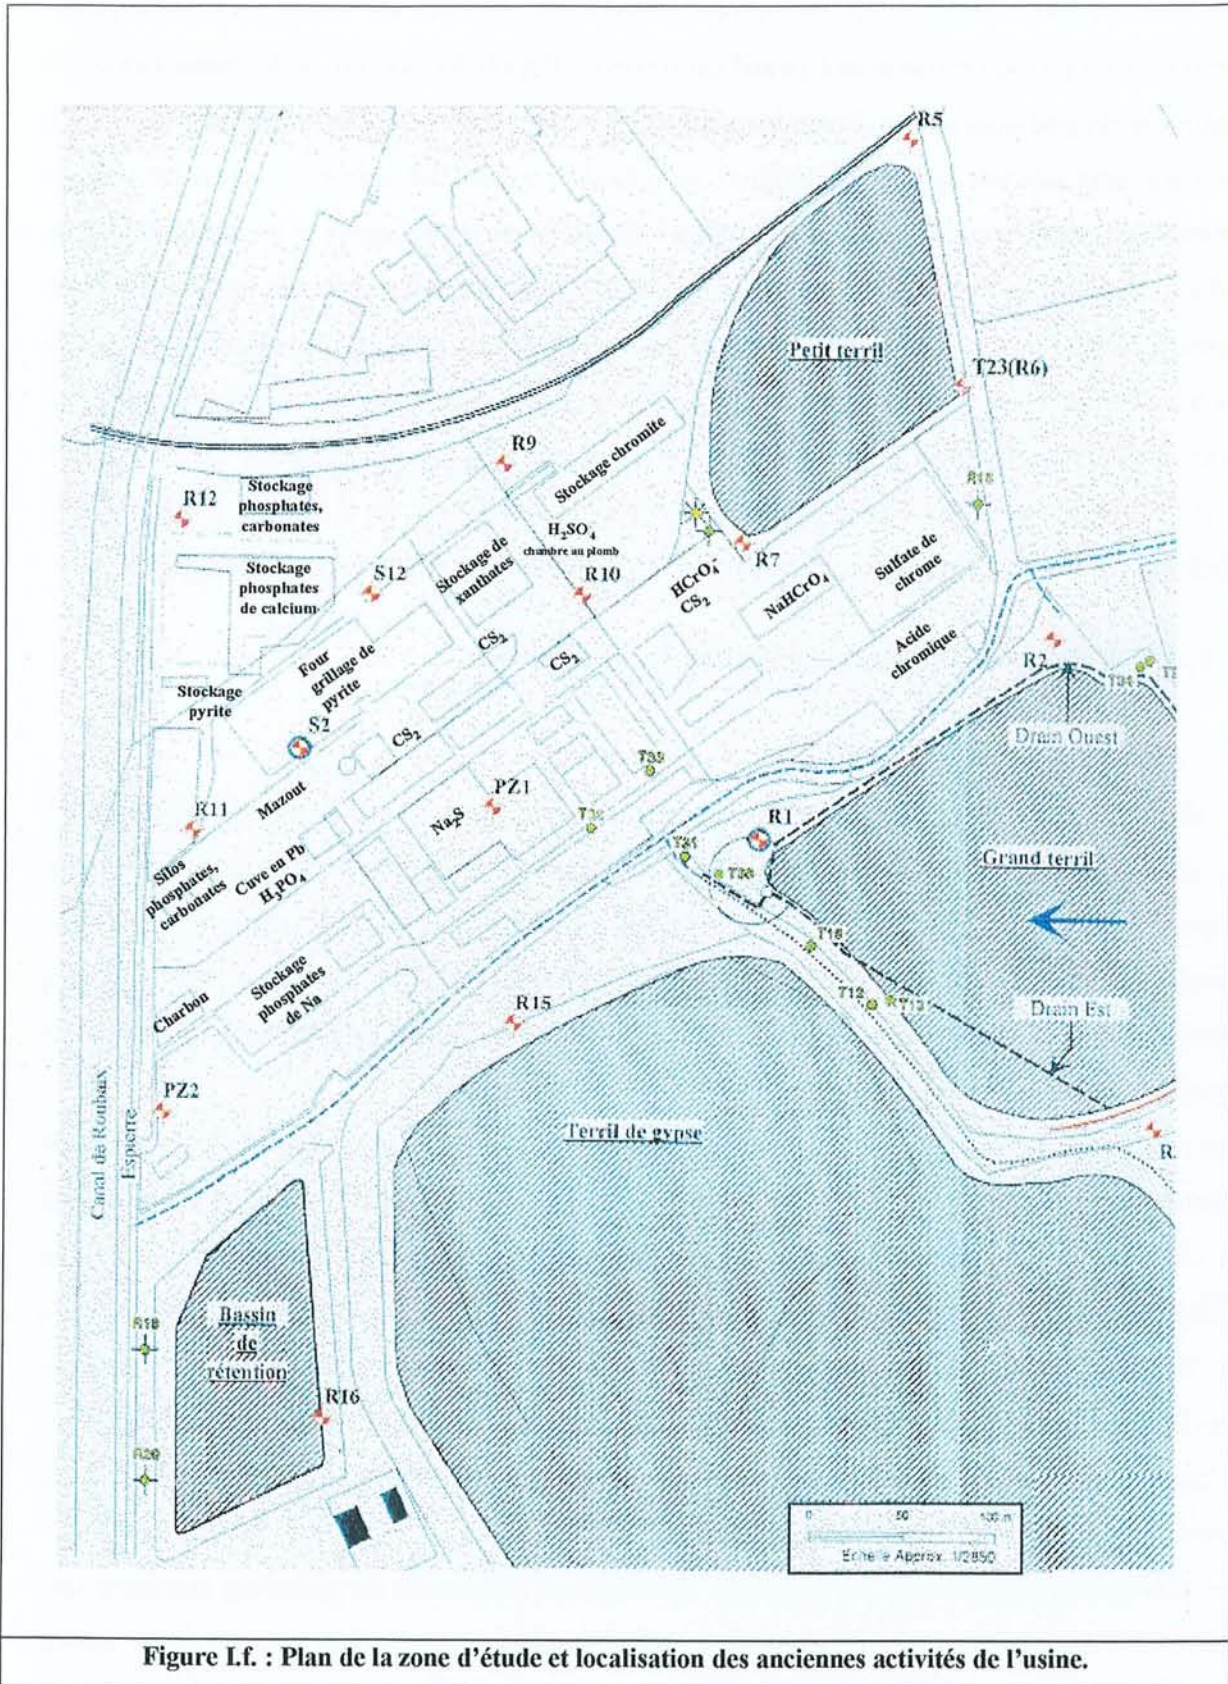 R5
Petit terril
T23(R6)
R9
Stockage chromite
R12
Stockage
phosphates,
carbonates
H₂SO₄
chambre au plomb
R7
Stockage
phosphates
de calcium
S12
Stockage de
xanthates
R10
HCrO₄⁻
CS₂
NaHCrO₄
Sulfate de
chrome
Acide
chromique
R2
T34
Drain Ouest
Four
grillage de
pyrite
CS₂
CS₂
Stockage
pyrite
S2
CS₂
T33
PZ1
Mazout
R11
Na₂S
T32
R1
T31
T38
Grand terril
Silos
phosphates,
carbonates
Cuve en Pb
H₃PO₄
T12
T13
Drain Est
Stockage
phosphates
de Na
Charbon
R15
PZ2
Canal de Roubaix
Espierre
Terril de gypse
Bassin
de
rétention
R16
R19
R20
0 50 100 m
Echelle Approx. 1/2850
Figure I.f. : Plan de la zone d'étude et localisation des anciennes activités de l'usine.